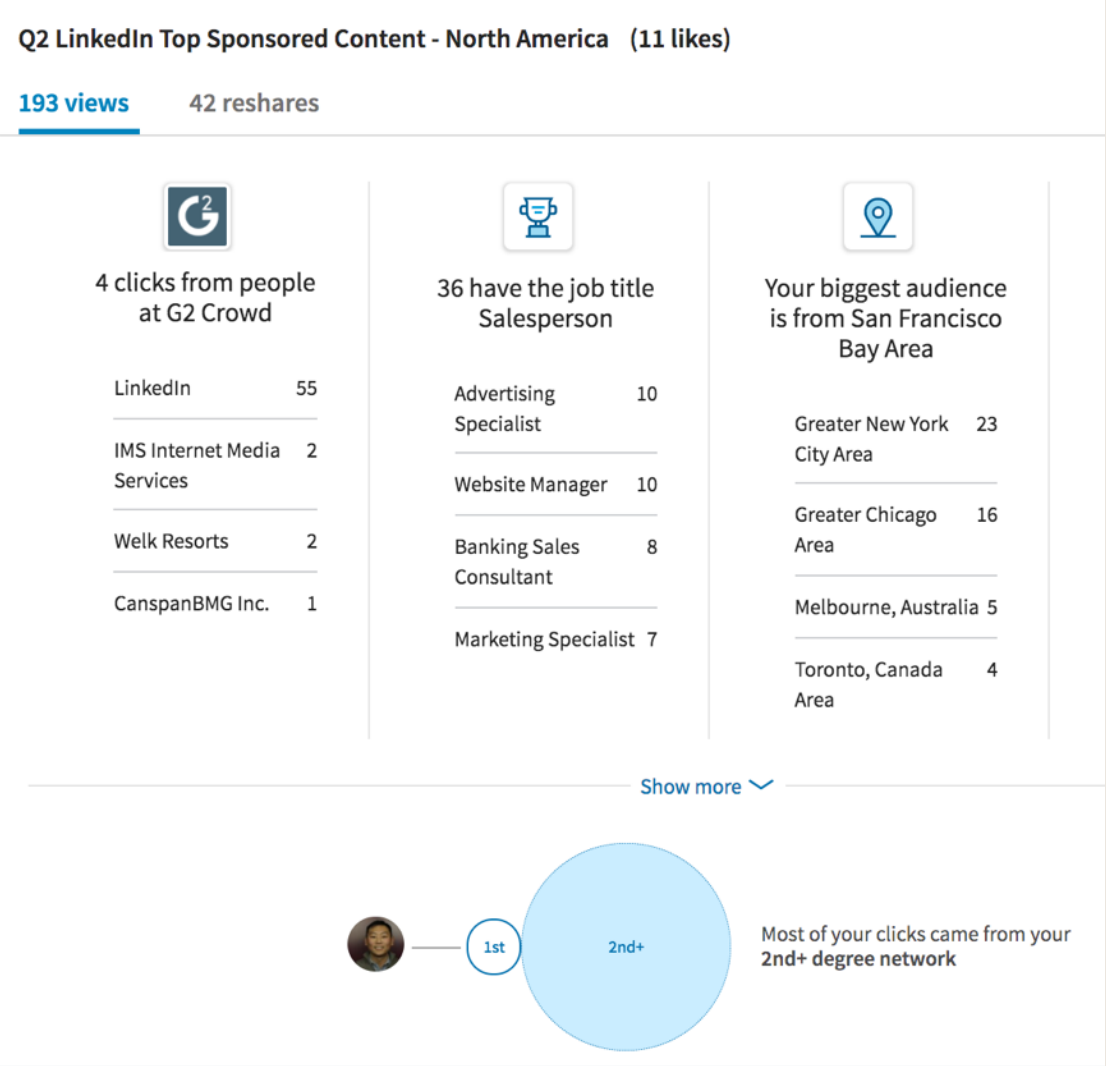 Q2 LinkedIn Top Sponsored Content - North America (11 likes)
193 views
42 reshares
G2
4 clicks from people
at G2 Crowd
LinkedIn 55
IMS Internet Media 2
Services
Welk Resorts 2
CanspanBMG Inc. 1
36 have the job title
Salesperson
Advertising 10
Specialist
Website Manager 10
Banking Sales 8
Consultant
Marketing Specialist 7
Your biggest audience
is from San Francisco
Bay Area
Greater New York 23
City Area
Greater Chicago 16
Area
Melbourne, Australia 5
Toronto, Canada 4
Area
Show more
1st
2nd+
Most of your clicks came from your
2nd+ degree network